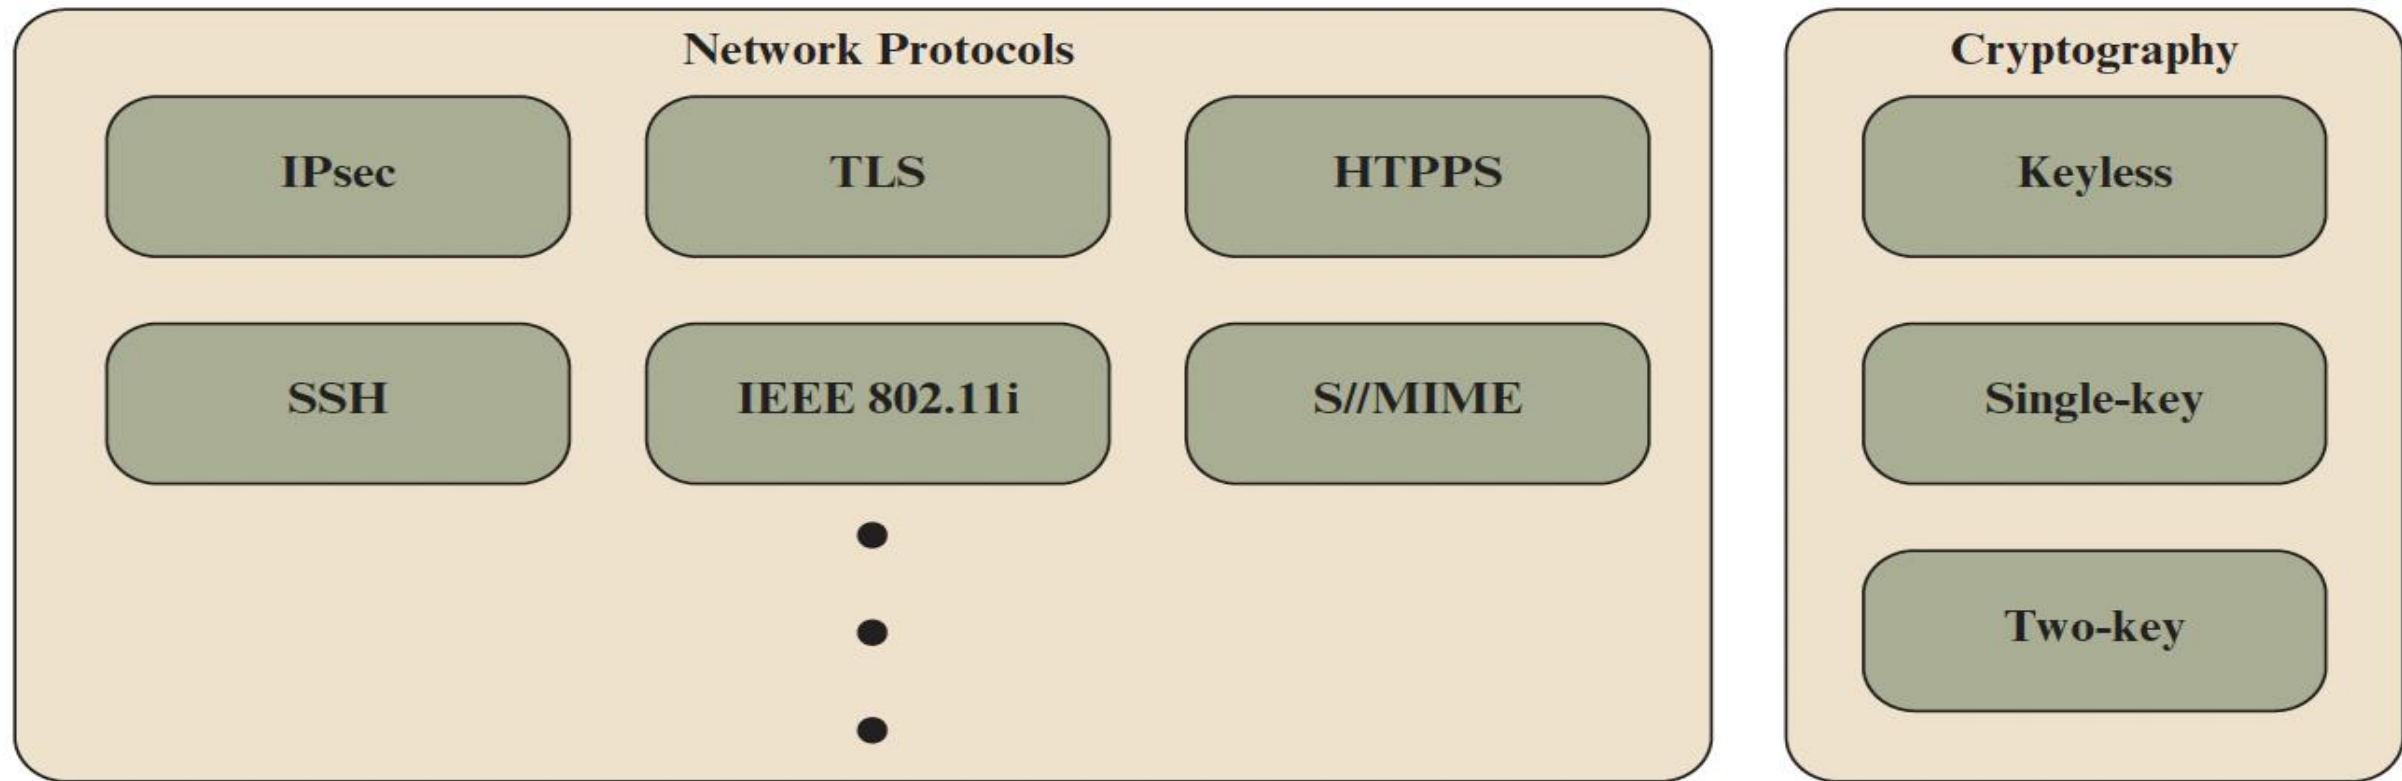 Network Protocols
IPsec
TLS
HTPPS
SSH
IEEE 802.11i
S//MIME
Cryptography
Keyless
Single-key
Two-key